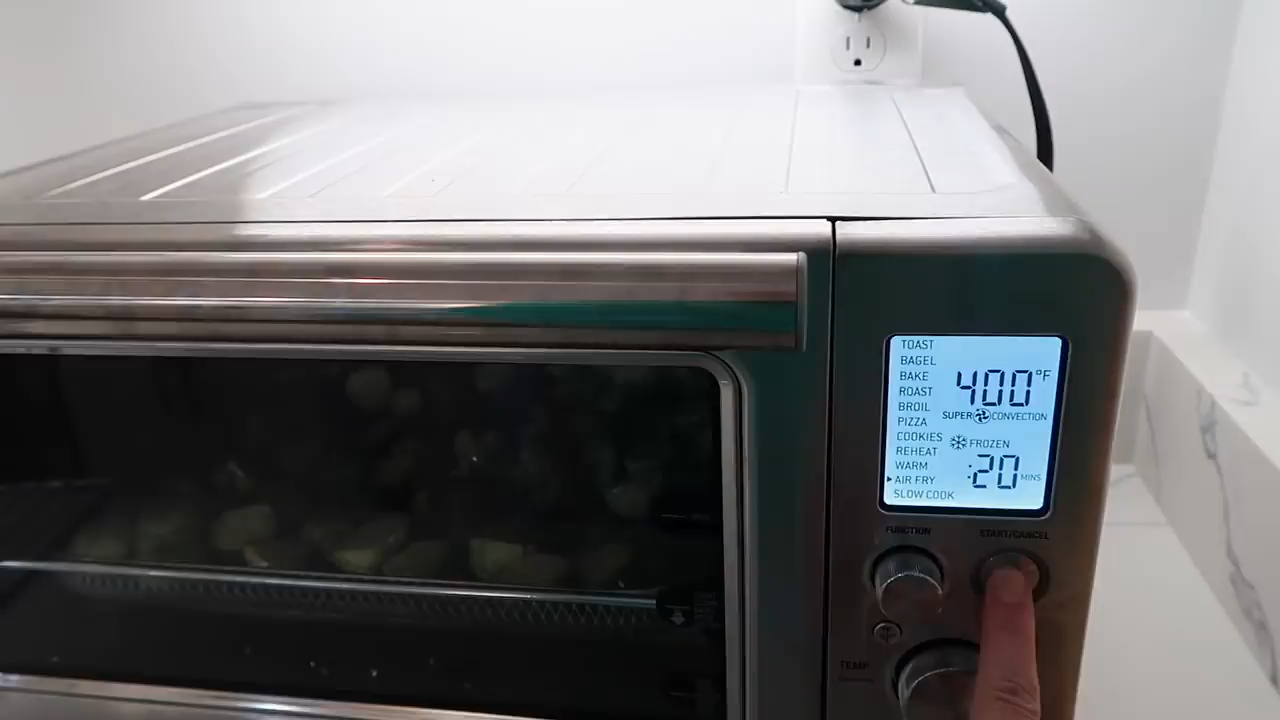 TOAST
BAGEL
BAKE
ROAST
BROIL
PIZZA
COOKIES
REHEAT
WARM
AIR FRY
SLOW COOK
400°F
SUPER CONVECTION
FROZEN
:20 MINS
FUNCTION
START/CANCEL
TEMP